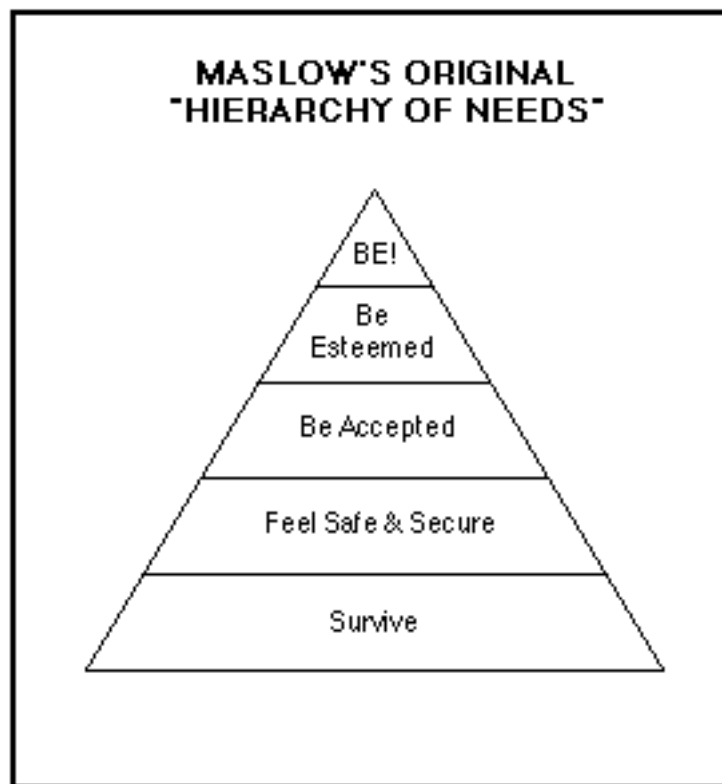 MASLOW'S ORIGINAL
"HIERARCHY OF NEEDS"
BE!
Be
Esteemed
Be Accepted
Feel Safe & Secure
Survive